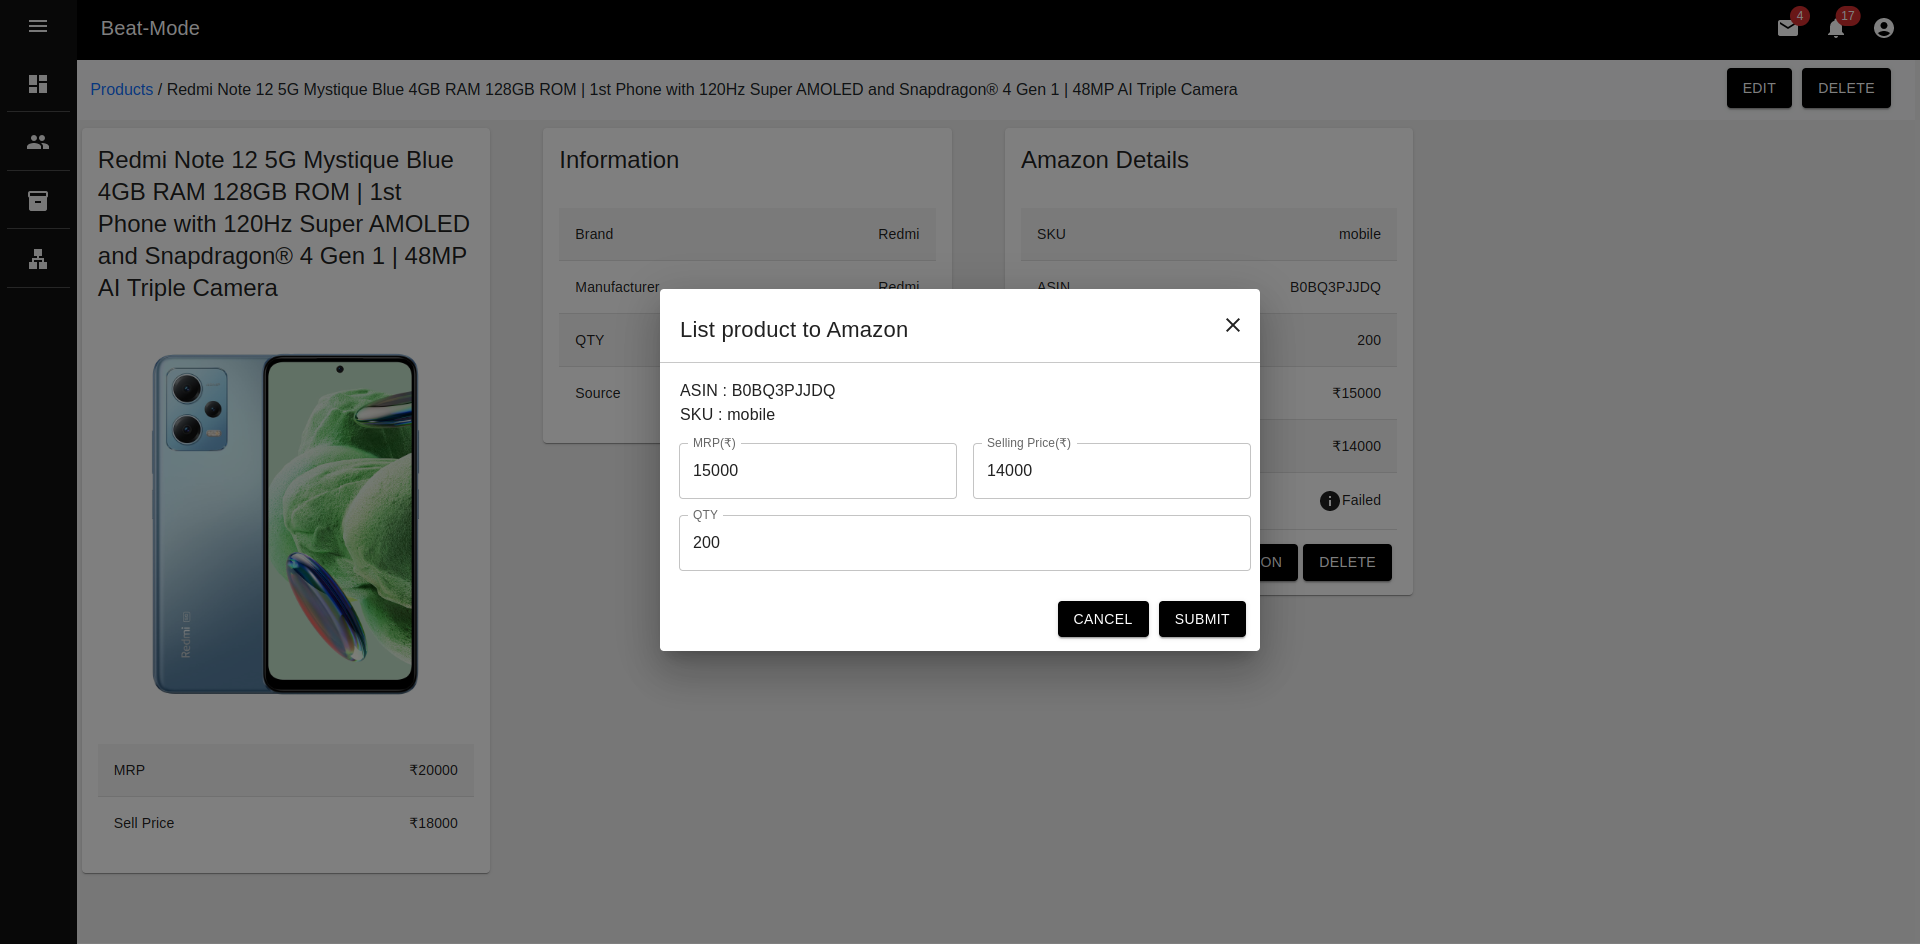 Beat-Mode
4
17
Products / Redmi Note 12 5G Mystique Blue 4GB RAM 128GB ROM | 1st Phone with 120Hz Super AMOLED and Snapdragon® 4 Gen 1 | 48MP AI Triple Camera
EDIT
DELETE
Redmi Note 12 5G Mystique Blue
4GB RAM 128GB ROM | 1st
Phone with 120Hz Super AMOLED
and Snapdragon® 4 Gen 1 | 48MP
AI Triple Camera
Redmi
MRP ₹20000
Sell Price ₹18000
Information
Brand Redmi
Manufacturer Redmi
QTY
Source
Amazon Details
SKU mobile
ASIN B0BQ3PJJDQ
200
₹15000
₹14000
Failed
ON
DELETE
List product to Amazon
ASIN : B0BQ3PJJDQ
SKU : mobile
MRP(₹)
15000
Selling Price(₹)
14000
QTY
200
CANCEL
SUBMIT